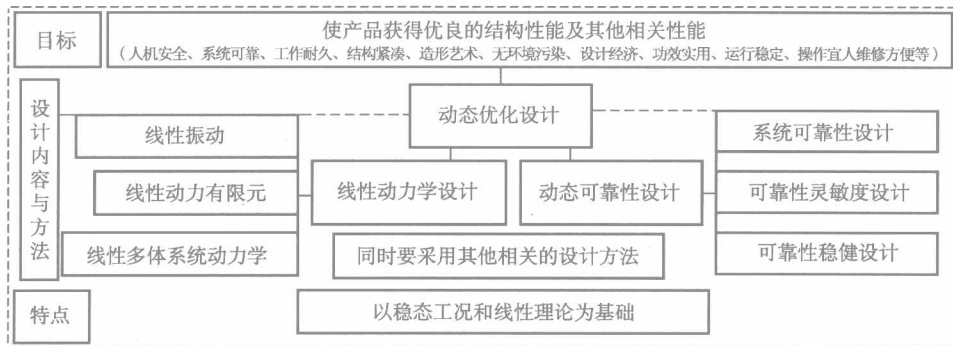 目标
使产品获得优良的结构性能及其他相关性能
（人机安全、系统可靠、工作耐久、结构紧凑、造形艺术、无环境污染、设计经济、功效实用、运行稳定、操作宜人维修方便等）
设计内容与方法
动态优化设计
线性振动
系统可靠性设计
线性动力有限元
线性动力学设计
动态可靠性设计
可靠性灵敏度设计
线性多体系统动力学
同时要采用其他相关的设计方法
可靠性稳健设计
特点
以稳态工况和线性理论为基础